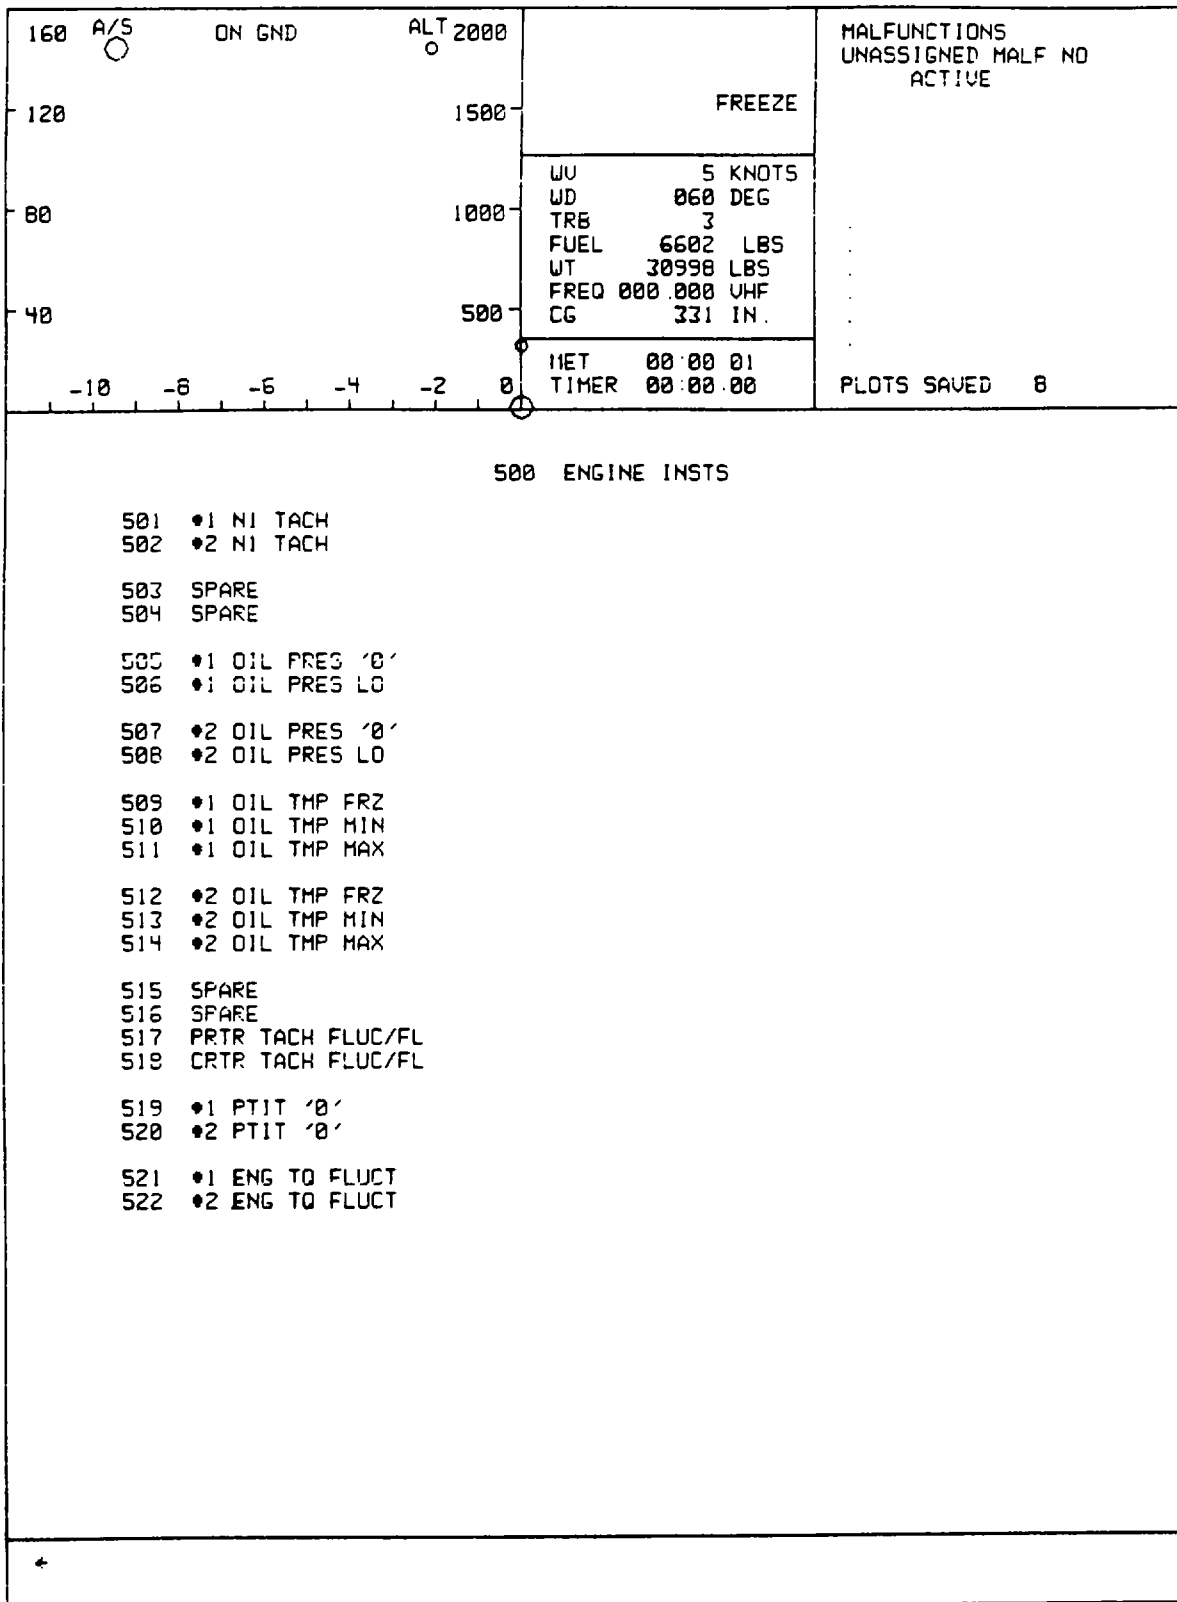 160 A/S ON GND ALT 2000
120 1500
80 1000
40 500
-10 -8 -6 -4 -2 0
FREEZE
WV 5 KNOTS
WD 060 DEG
TRB 3
FUEL 6602 LBS
WT 30998 LBS
FREQ 000.000 UHF
CG 331 IN.
MET 00:00 01
TIMER 00:00.00
MALFUNCTIONS
UNASSIGNED MALF NO
ACTIVE
PLOTS SAVED 8
500 ENGINE INSTS
501 #1 N1 TACH
502 #2 N1 TACH
503 SPARE
504 SPARE
505 #1 OIL PRES '0'
506 #1 OIL PRES LO
507 #2 OIL PRES '0'
508 #2 OIL PRES LO
509 #1 OIL TMP FRZ
510 #1 OIL TMP MIN
511 #1 OIL TMP MAX
512 #2 OIL TMP FRZ
513 #2 OIL TMP MIN
514 #2 OIL TMP MAX
515 SPARE
516 SPARE
517 PRTR TACH FLUC/FL
518 CRTR TACH FLUC/FL
519 #1 PTIT '0'
520 #2 PTIT '0'
521 #1 ENG TQ FLUCT
522 #2 ENG TQ FLUCT
←